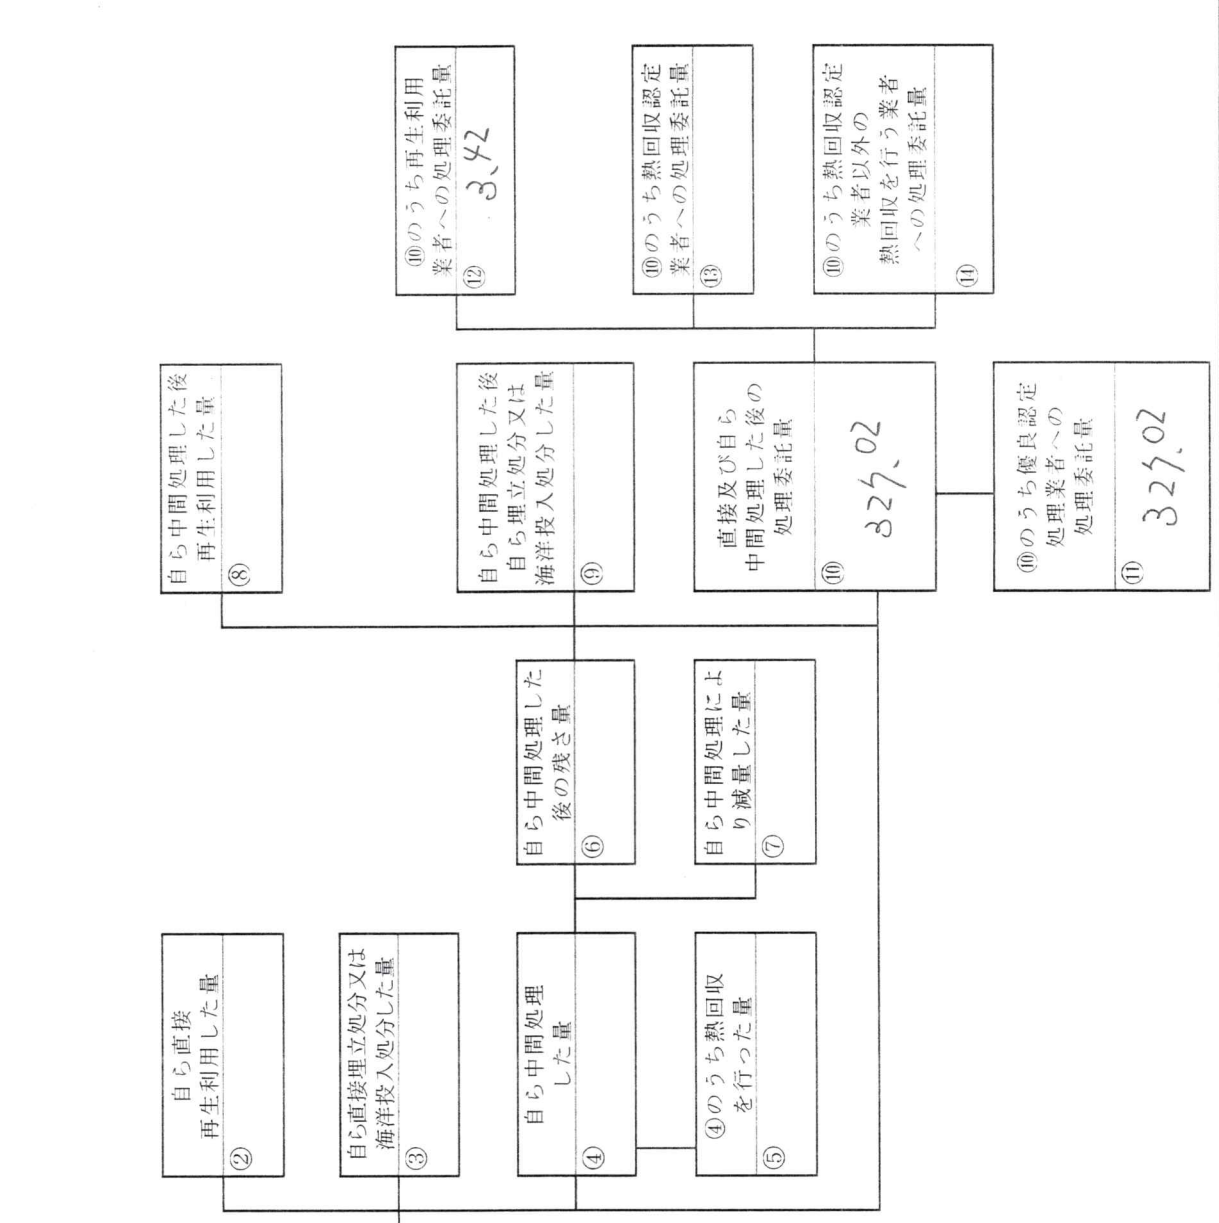 自ら直接
再生利用した量
②
自ら中間処理した後
再生利用した量
⑧
自ら直接埋立処分又は
海洋投入処分した量
③
⑩のうち再生利用
業者への処理委託量
⑫
3.42
自ら中間処理
した量
④
自ら中間処理した
後の残さ量
⑥
自ら中間処理した後
自ら埋立処分又は
海洋投入処分した量
⑨
⑩のうち熱回収認定
業者への処理委託量
⑬
④のうち熱回収
を行った量
⑤
自ら中間処理によ
り減量した量
⑦
直接及び自ら
中間処理した後の
処理委託量
⑩
325.02
⑩のうち熱回収認定
業者以外の
熱回収を行う業者
への処理委託量
⑭
⑩のうち優良認定
処理業者への
処理委託量
⑪
325.02